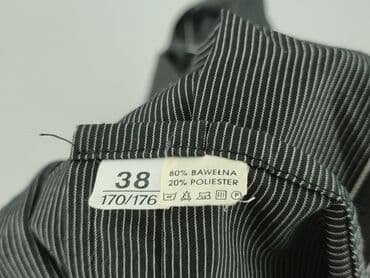 38
170/176
80% BAWEŁNA
20% POLIESTER